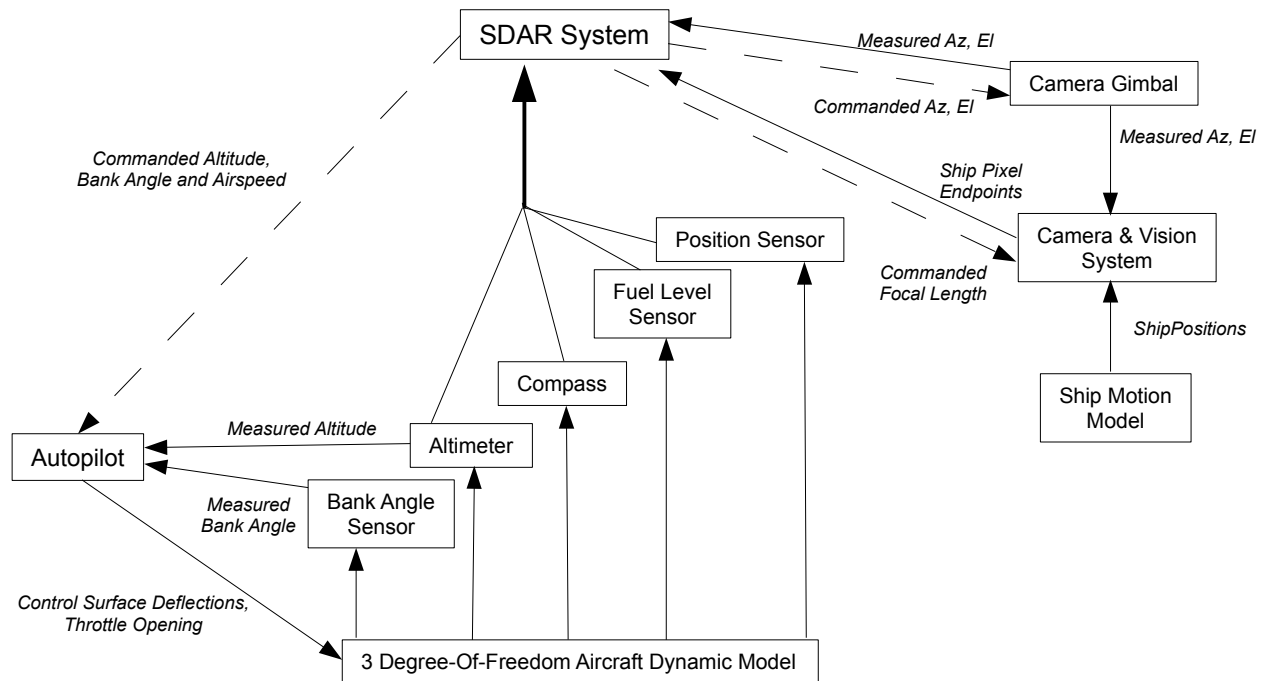 SDAR System
Measured Az, El
Camera Gimbal
Commanded Az, El
Measured Az, El
Commanded Altitude,
Bank Angle and Airspeed
Ship Pixel
Endpoints
Position Sensor
Camera & Vision
System
Commanded
Focal Length
Fuel Level
Sensor
ShipPositions
Compass
Ship Motion
Model
Measured Altitude
Altimeter
Autopilot
Measured
Bank Angle
Bank Angle
Sensor
Control Surface Deflections,
Throttle Opening
3 Degree-Of-Freedom Aircraft Dynamic Model